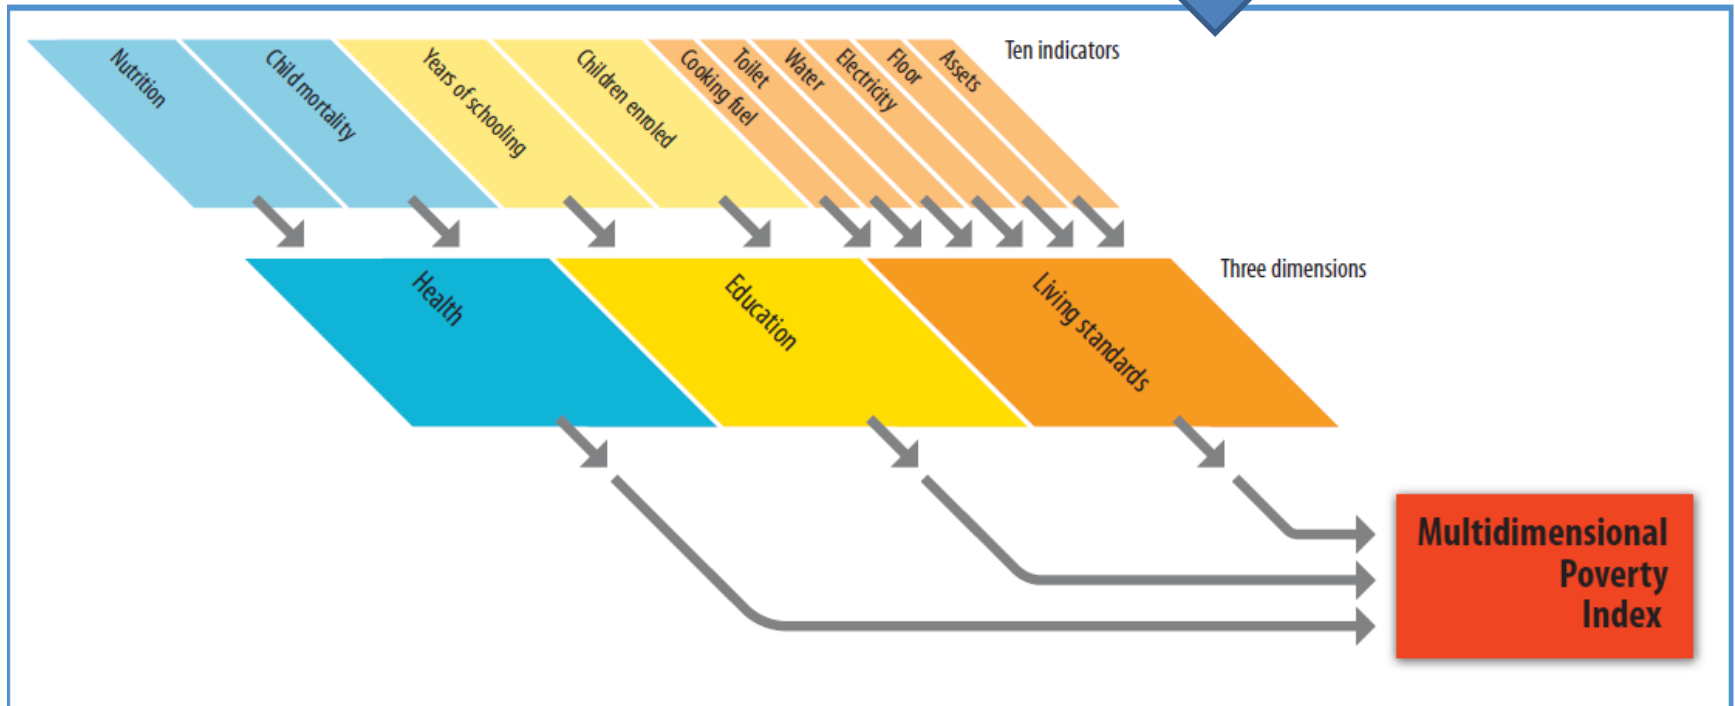 Nutrition
Child mortality
Years of schooling
Children enroled
Cooking fuel
Toilet
Water
Electricity
Floor
Assets
Ten indicators
Health
Education
Living standards
Three dimensions
Multidimensional
Poverty
Index